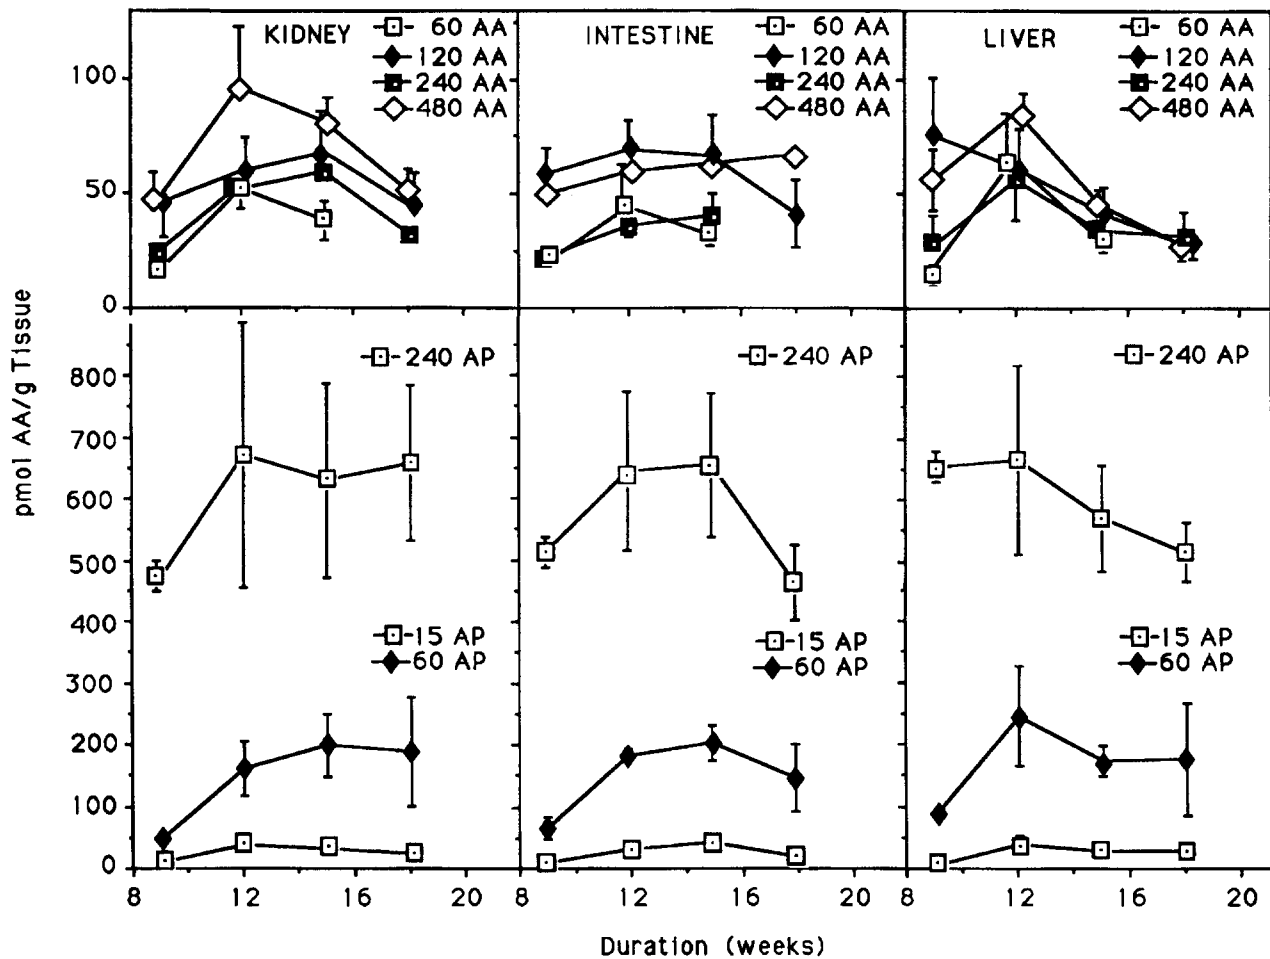 KIDNEY
60 AA
120 AA
240 AA
480 AA
INTESTINE
60 AA
120 AA
240 AA
480 AA
LIVER
60 AA
120 AA
240 AA
480 AA
100
50
0
pmol AA/g Tissue
240 AP
240 AP
240 AP
800
700
600
500
400
300
200
100
0
15 AP
60 AP
15 AP
60 AP
15 AP
60 AP
8 12 16 20 8 12 16 20 8 12 16 20
Duration (weeks)